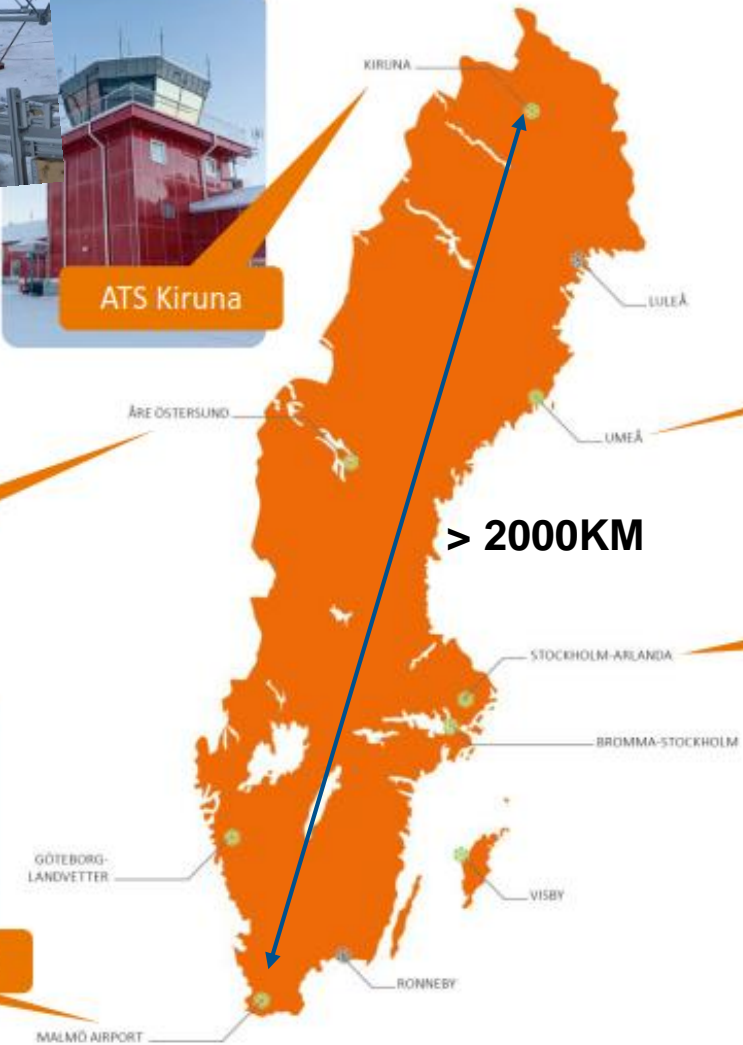 KIRUNA
ATS Kiruna
LULEÅ
ÅRE ÖSTERSUND
UMEÅ
> 2000KM
STOCKHOLM-ARLANDA
BROMMA-STOCKHOLM
GÖTEBORG-
LANDVETTER
VISBY
RONNEBY
MALMÖ AIRPORT